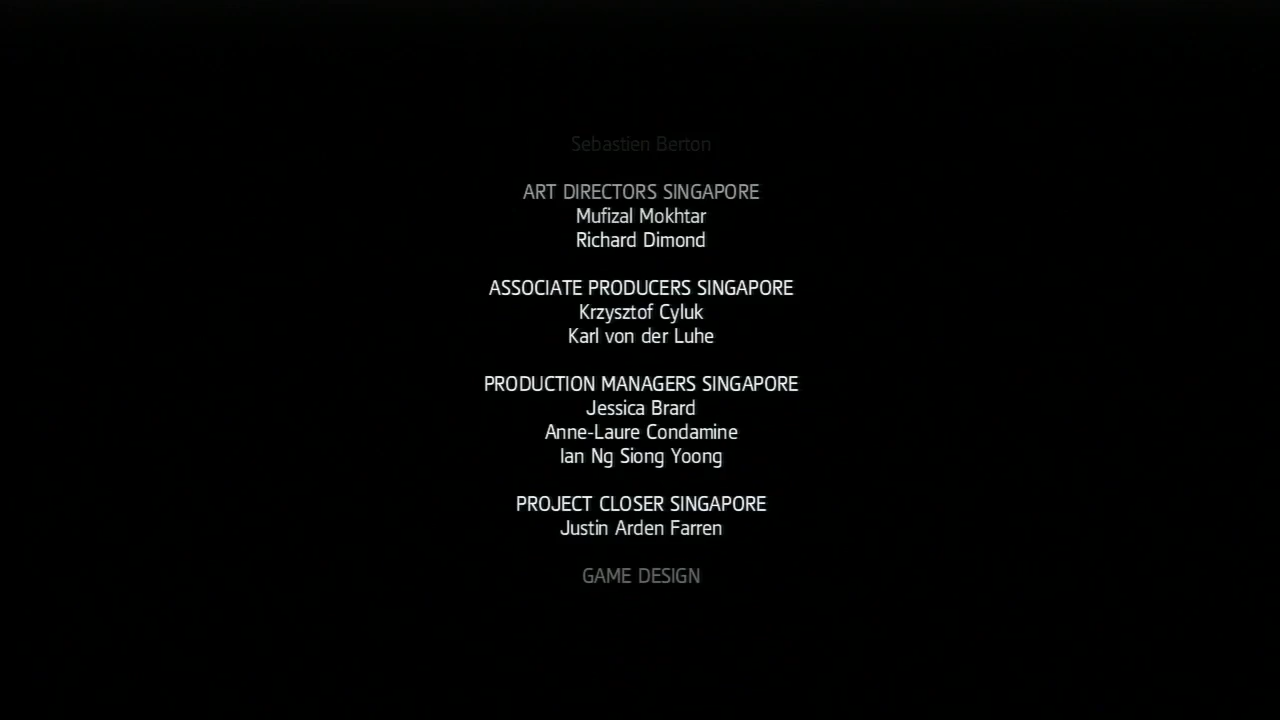 Sebastien Berton
ART DIRECTORS SINGAPORE
Mufizal Mokhtar
Richard Dimond
ASSOCIATE PRODUCERS SINGAPORE
Krzysztof Cyluk
Karl von der Luhe
PRODUCTION MANAGERS SINGAPORE
Jessica Brard
Anne-Laure Condamine
Ian Ng Siong Yoong
PROJECT CLOSER SINGAPORE
Justin Arden Farren
GAME DESIGN